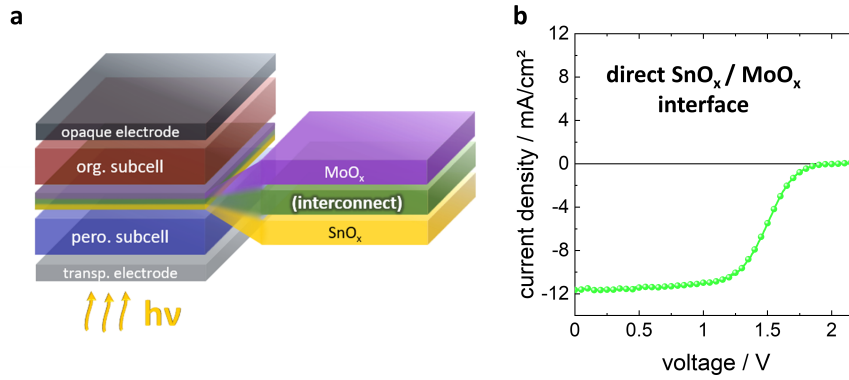 a
opaque electrode
org. subcell
pero. subcell
transp. electrode
hν
MoOₓ
(interconnect)
SnOₓ
b
direct SnOₓ / MoOₓ
interface
current density / mA/cm²
12
8
4
0
-4
-8
-12
0
0.5
1
1.5
2
voltage / V